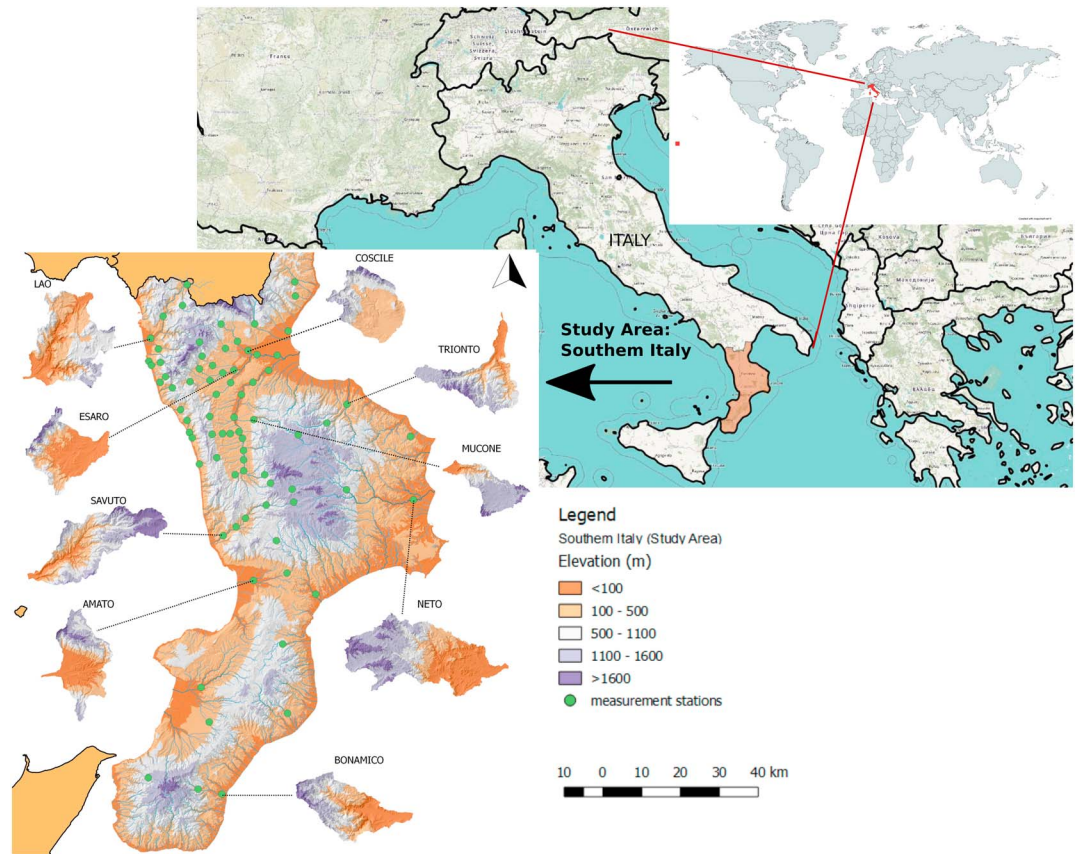 ITALY
Study Area:
Southem Italy
LAO
COSCILE
TRIONTO
ESARO
MUCONE
SAVUTO
AMATO
NETO
BONAMICO
Legend
Southern Italy (Study Area)
Elevation (m)
<100
100 - 500
500 - 1100
1100 - 1600
>1600
measurement stations
10 0 10 20 30 40 km